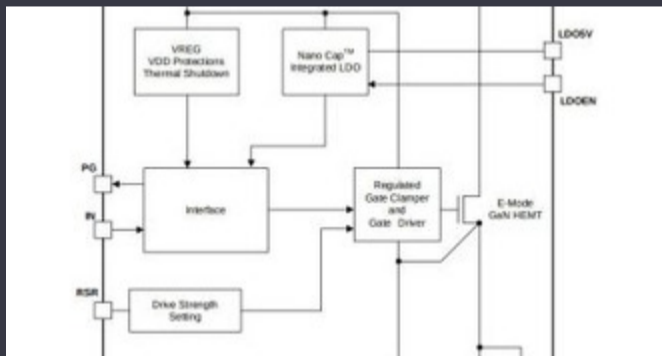 VREG
VDD Protections
Thermal Shutdown
Nano Cap™
Integrated LDO
LDO5V
LDOEN
PG
IN
Interface
Regulated
Gate Clamper
and
Gate Driver
E-Mode
GaN HEMT
RSR
Drive Strength
Setting